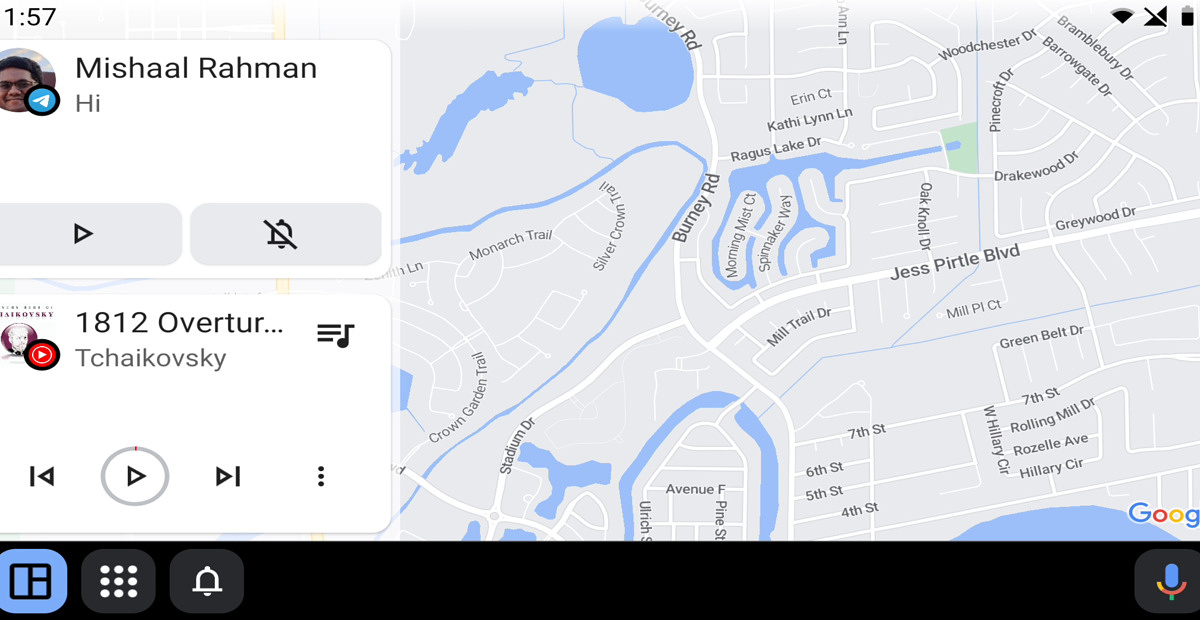 1:57
Mishaal Rahman
Hi
1812 Overtur...
Tchaikovsky
TCHAIKOVSKY
Burney Rd
Ann Ln
Woodchester Dr
Bramblebury Dr
Barrowgate Dr
Pinecroft Dr
Erin Ct
Kathi Lynn Ln
Ragus Lake Dr
Drakewood Dr
Burney Rd
Silver Crown Trail
Monarch Trail
Morning Mist Ct
Spinnaker Way
Oak Knoll Dr
Greywood Dr
Jess Pirtle Blvd
Mill Pl Ct
Mill Trail Dr
Green Belt Dr
Crown Garden Trail
Stadium Dr
7th St
Rolling Mill Dr
W Hillary Cir
7th St
Rozelle Ave
Hillary Cir
6th St
5th St
4th St
Avenue F
Ulrich S
Pine St
Goog